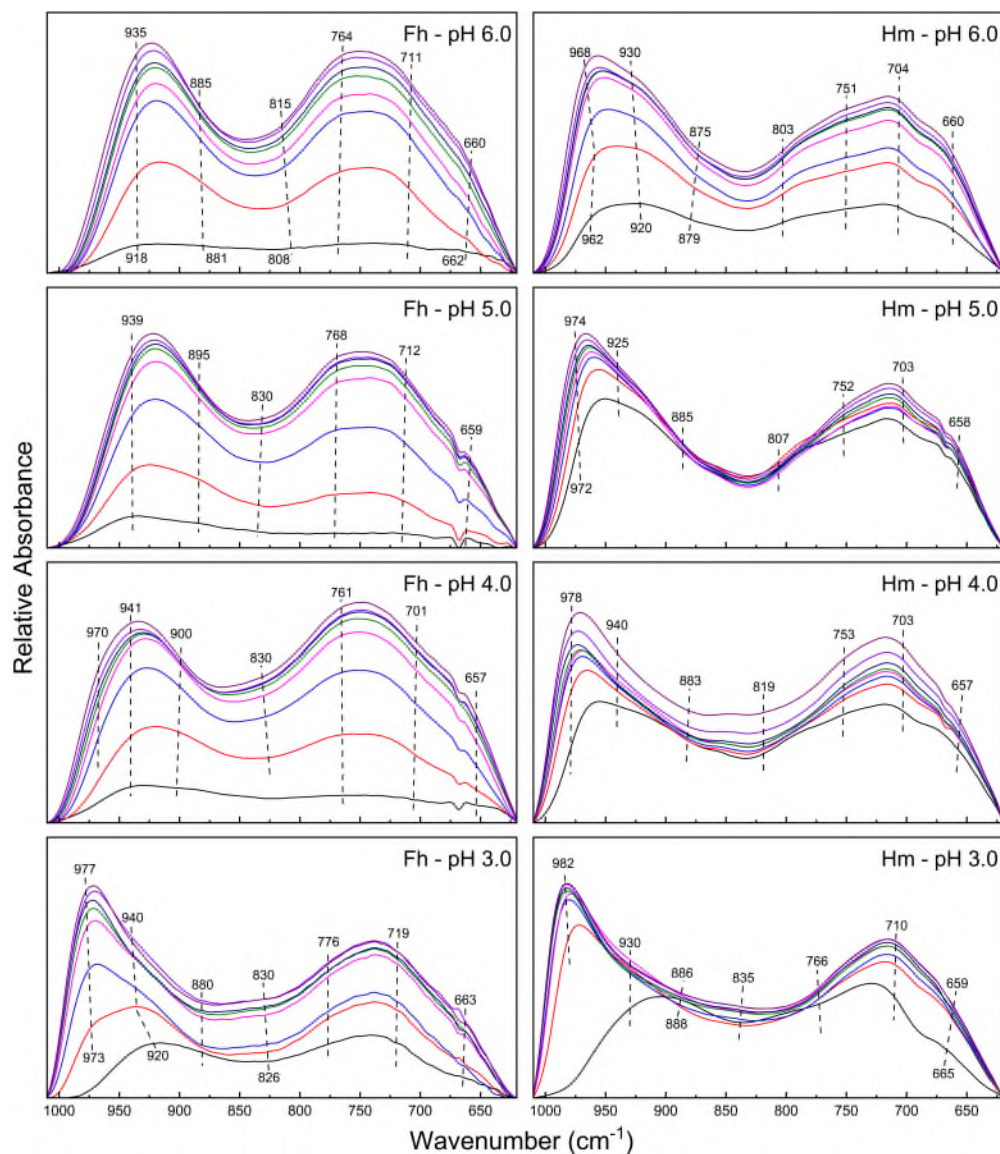 Fh - pH 6.0
935 885 815 764 711 660
918 881 808 662
Hm - pH 6.0
968 930 875 803 751 704 660
962 920 879
Fh - pH 5.0
939 895 830 768 712 659
Hm - pH 5.0
974 925 885 807 752 703 658
972
Fh - pH 4.0
970 941 900 830 761 701 657
Hm - pH 4.0
978 940 883 819 753 703 657
Fh - pH 3.0
977 940 880 830 776 719 663
973 920 826
Hm - pH 3.0
982 930 886 835 766 710 659
888 665
1000 950 900 850 800 750 700 650
1000 950 900 850 800 750 700 650
Relative Absorbance
Wavenumber (cm⁻¹)